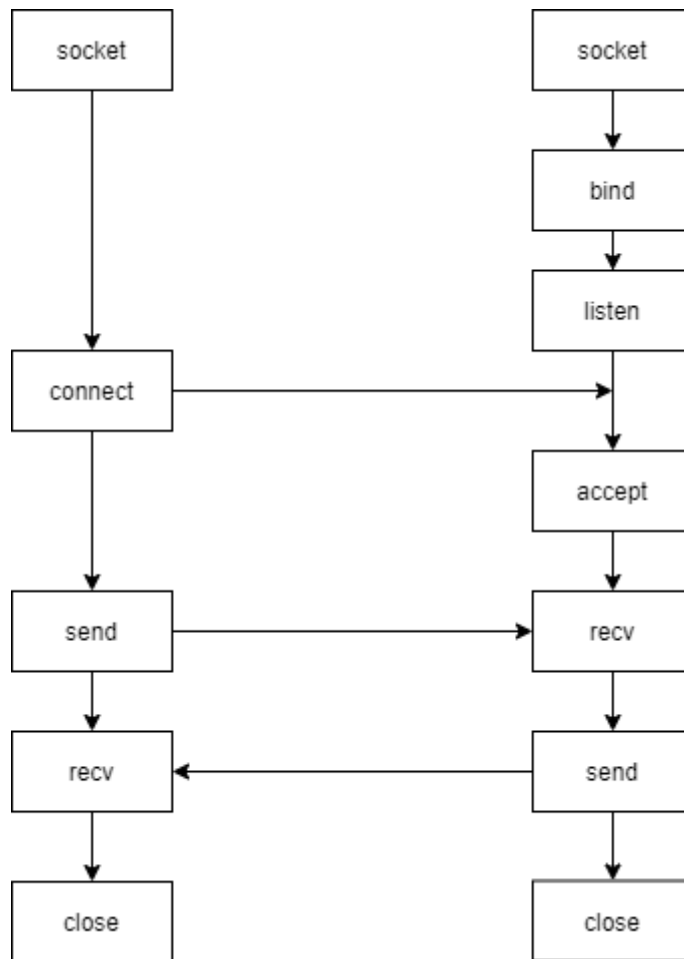 socket
connect
send
recv
close
socket
bind
listen
accept
recv
send
close